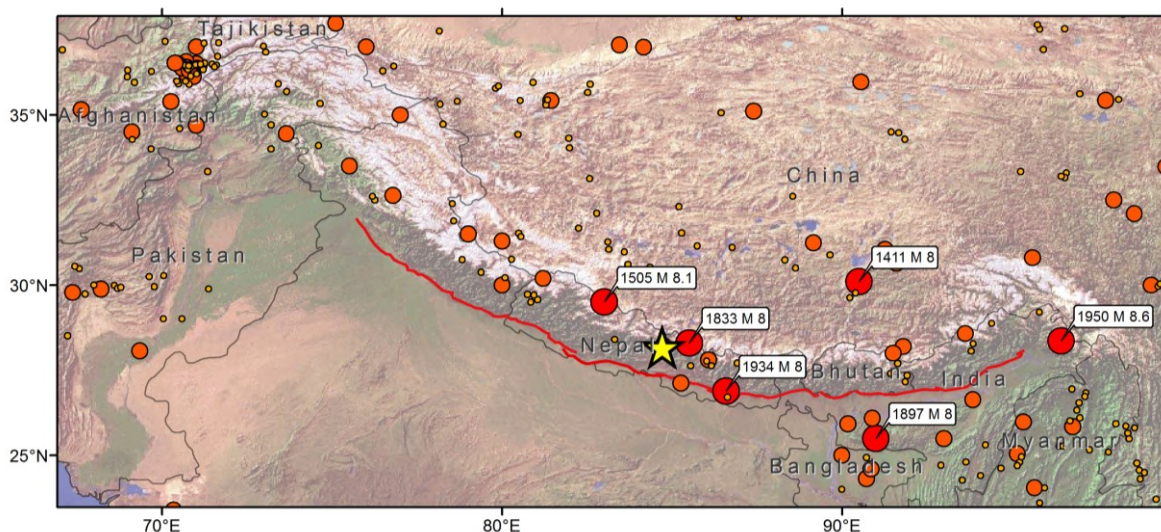 Tajikistan
35°N
Afghanistan
China
Pakistan
1411 M 8
30°N
1505 M 8.1
1833 M 8
1950 M 8.6
Nepal
1934 M 8
Bhutan
India
1897 M 8
25°N
Myanmar
Bangladesh
70°E
80°E
90°E